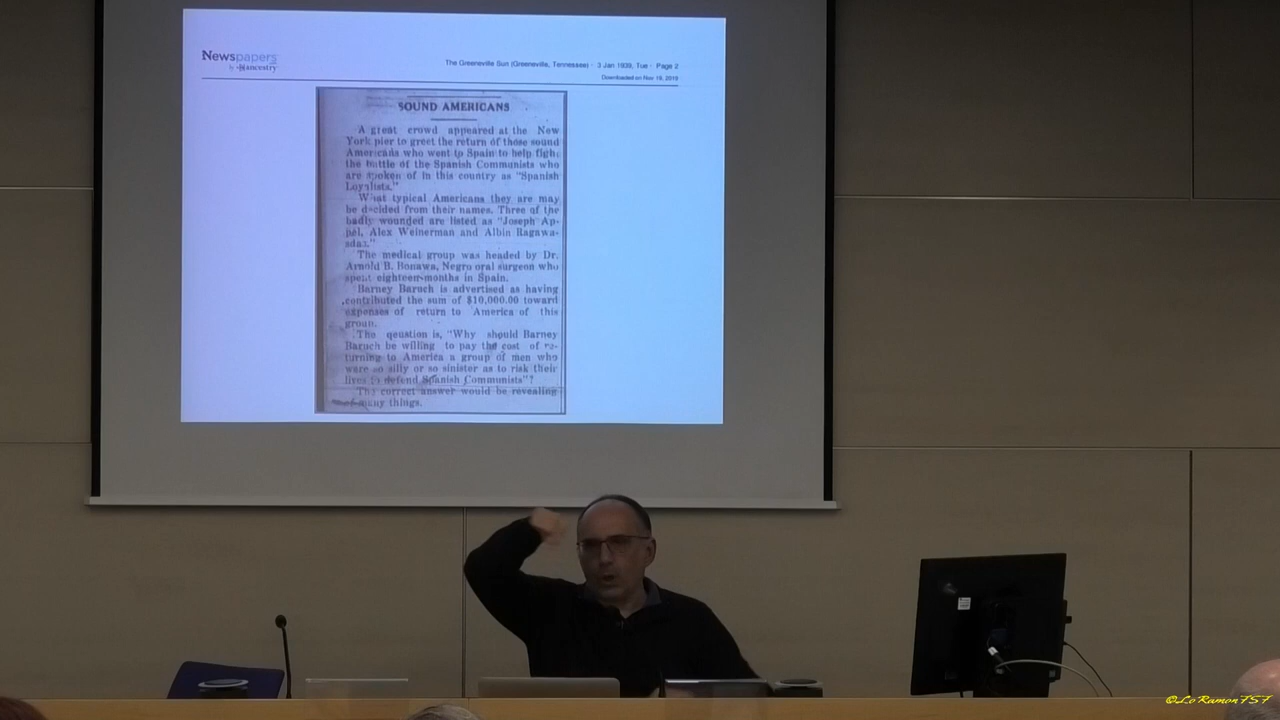 Newspapers
by ancestry
The Greeneville Sun (Greeneville, Tennessee) · 3 Jan 1939, Tue · Page 2
Downloaded on Nov 19, 2019
SOUND AMERICANS
A great crowd appeared at the New
York pier to greet the return of those sound
Americans who went to Spain to help fight
the battle of the Spanish Communists who
are spoken of in this country as "Spanish
Loyalists."
What typical Americans they are may
be decided from their names. Three of the
badly wounded are listed as "Joseph Ap-
pel, Alex Weinerman and Albin Ragawa-
The medical group was headed by Dr.
Arnold B. Bonawa, Negro oral surgeon who
spent eighteen months in Spain.
Barney Baruch is advertised as having
contributed the sum of $10,000.00 toward
expenses of return to America of this
group.
The qeustion is, "Why should Barney
Baruch be willing to pay the cost of re-
turning to America a group of men who
ware so silly or so sinister as to risk their
lives to defend Spanish Communists"?
The correct answer would be revealing
of many things.
©LoRamon757